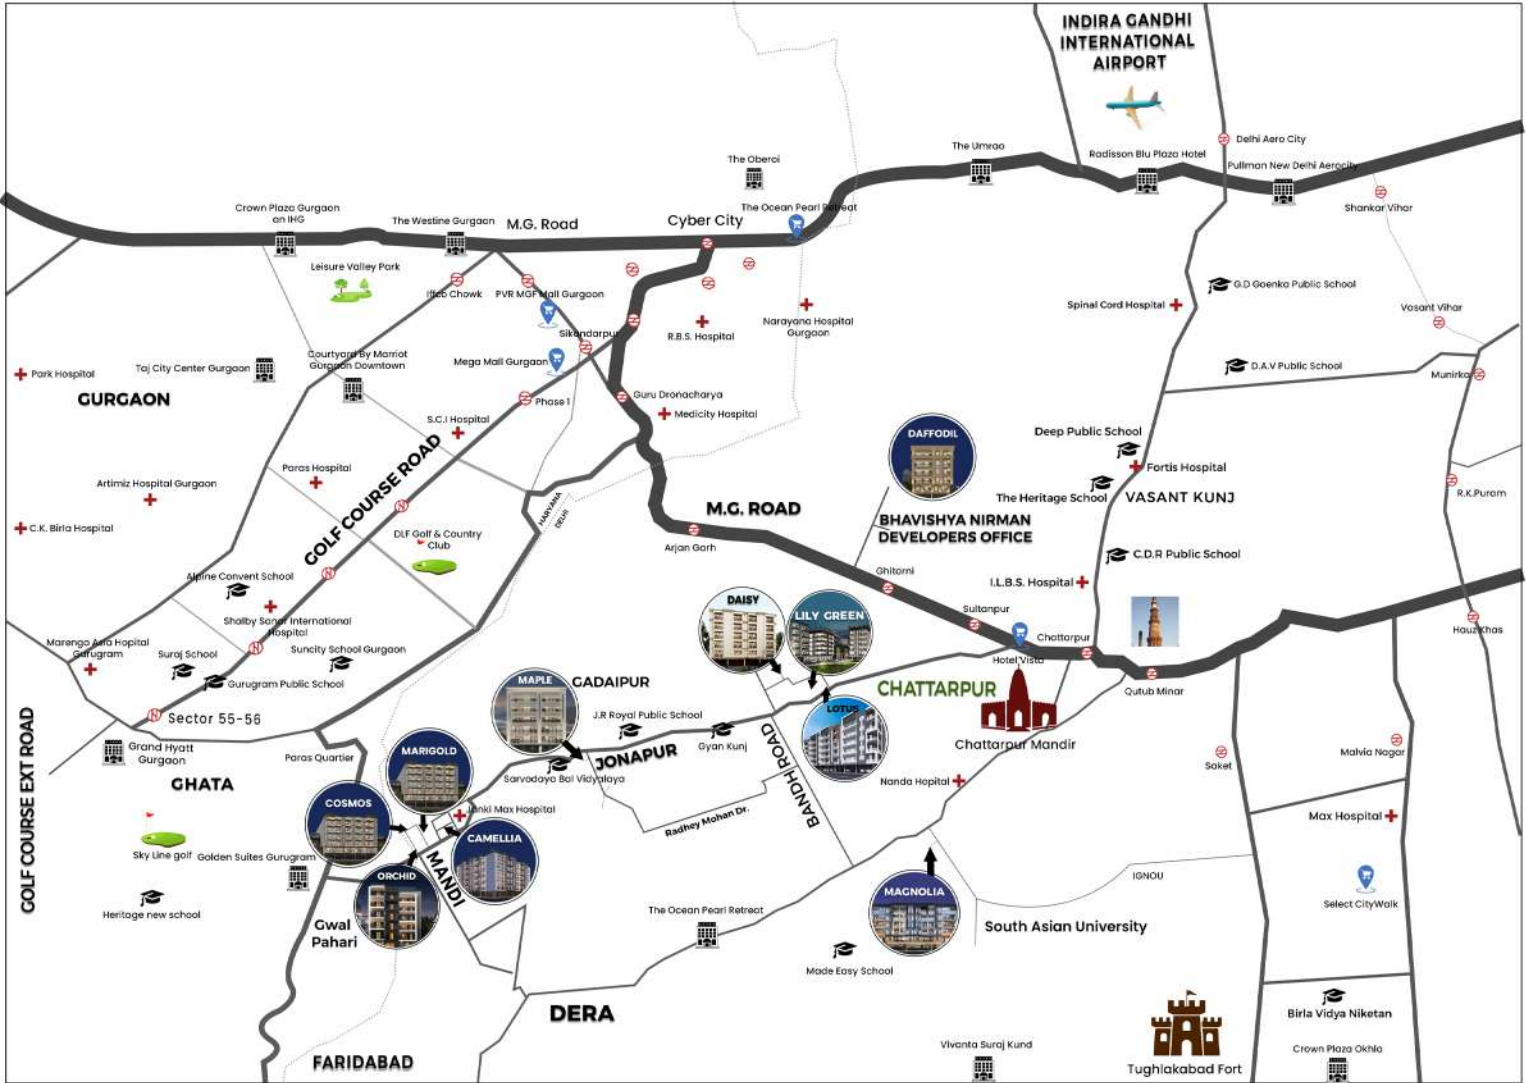 INDIRA GANDHI
INTERNATIONAL
AIRPORT
Delhi Aero City
The Umrao
Radisson Blu Plaza Hotel
Pullman New Delhi Aerocity
The Oberoi
Shankar Vihar
Crown Plaza Gurgaon
an IHG
The Westine Gurgaon
M.G. Road
Cyber City
The Ocean Pearl Retreat
Leisure Valley Park
Iffco Chowk
PVR MGF Mall Gurgaon
G.D Goenka Public School
Spinal Cord Hospital
Vasant Vihar
Sikandarpur
R.B.S. Hospital
Narayana Hospital
Gurgaon
Courtyard By Marriot
Gurgaon Downtown
Mega Mall Gurgaon
Taj City Center Gurgaon
Park Hospital
D.A.V Public School
Munirka
GURGAON
Phase 1
Guru Dronacharya
Medicity Hospital
S.C.I Hospital
Deep Public School
DAFFODIL
Fortis Hospital
Paras Hospital
Artimiz Hospital Gurgaon
GOLF COURSE ROAD
HARYANA
DELHI
The Heritage School
VASANT KUNJ
R.K.Puram
M.G. ROAD
BHAVISHYA NIRMAN
DEVELOPERS OFFICE
C.K. Birla Hospital
DLF Golf & Country
Club
Arjan Garh
C.D.R Public School
Ghitorni
I.L.B.S. Hospital
Alpine Convent School
DAISY
LILY GREEN
Sultanpur
Shalby Sanar International
Hospital
Chattarpur
Hauz Khas
Marengo Asia Hopital
Gurugram
Suraj School
Suncity School Gurgaon
Hotel Vista
Gurugram Public School
MAPLE
GADAIPUR
CHATTARPUR
Qutub Minar
LOTUS
Sector 55-56
J.R Royal Public School
GOLF COURSE EXT ROAD
Grand Hyatt
Gurgaon
Paras Quartier
MARIGOLD
JONAPUR
Gyan Kunj
BANDH ROAD
Chattarpur Mandir
Saket
Malvia Nagar
GHATA
Sarvodaya Bal Vidyalaya
Nanda Hopital
COSMOS
Janki Max Hospital
Radhey Mohan Dr.
Max Hospital
CAMELLIA
Sky Line golf
Golden Suites Gurugram
MANDI
ORCHID
IGNOU
MAGNOLIA
Select CityWalk
Heritage new school
The Ocean Pearl Retreat
Gwal
Pahari
South Asian University
Made Easy School
DERA
Birla Vidya Niketan
Vivanta Suraj Kund
Crown Plaza Okhla
FARIDABAD
Tughlakabad Fort